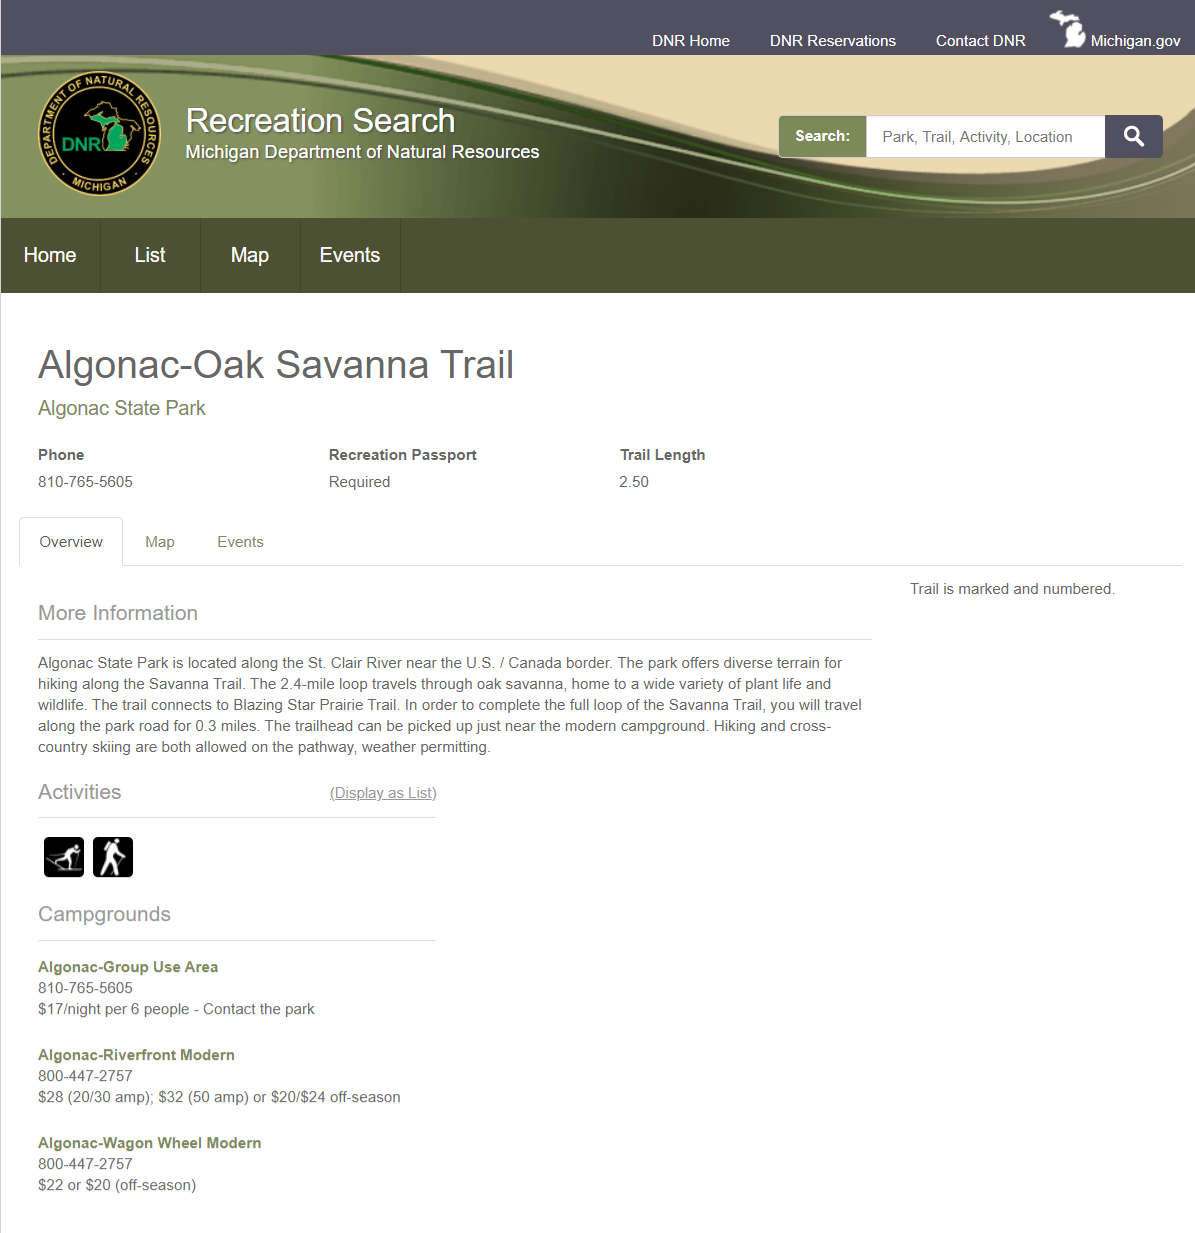 DNR Home DNR Reservations Contact DNR Michigan.gov
DEPARTMENT OF NATURAL RESOURCES
DNR
MICHIGAN
Recreation Search
Michigan Department of Natural Resources
Search: Park, Trail, Activity, Location
Home List Map Events
Algonac-Oak Savanna Trail
Algonac State Park
Phone Recreation Passport Trail Length
810-765-5605 Required 2.50
Overview Map Events
Trail is marked and numbered.
More Information
Algonac State Park is located along the St. Clair River near the U.S. / Canada border. The park offers diverse terrain for
hiking along the Savanna Trail. The 2.4-mile loop travels through oak savanna, home to a wide variety of plant life and
wildlife. The trail connects to Blazing Star Prairie Trail. In order to complete the full loop of the Savanna Trail, you will travel
along the park road for 0.3 miles. The trailhead can be picked up just near the modern campground. Hiking and cross-
country skiing are both allowed on the pathway, weather permitting.
Activities (Display as List)
Campgrounds
Algonac-Group Use Area
810-765-5605
$17/night per 6 people - Contact the park
Algonac-Riverfront Modern
800-447-2757
$28 (20/30 amp); $32 (50 amp) or $20/$24 off-season
Algonac-Wagon Wheel Modern
800-447-2757
$22 or $20 (off-season)